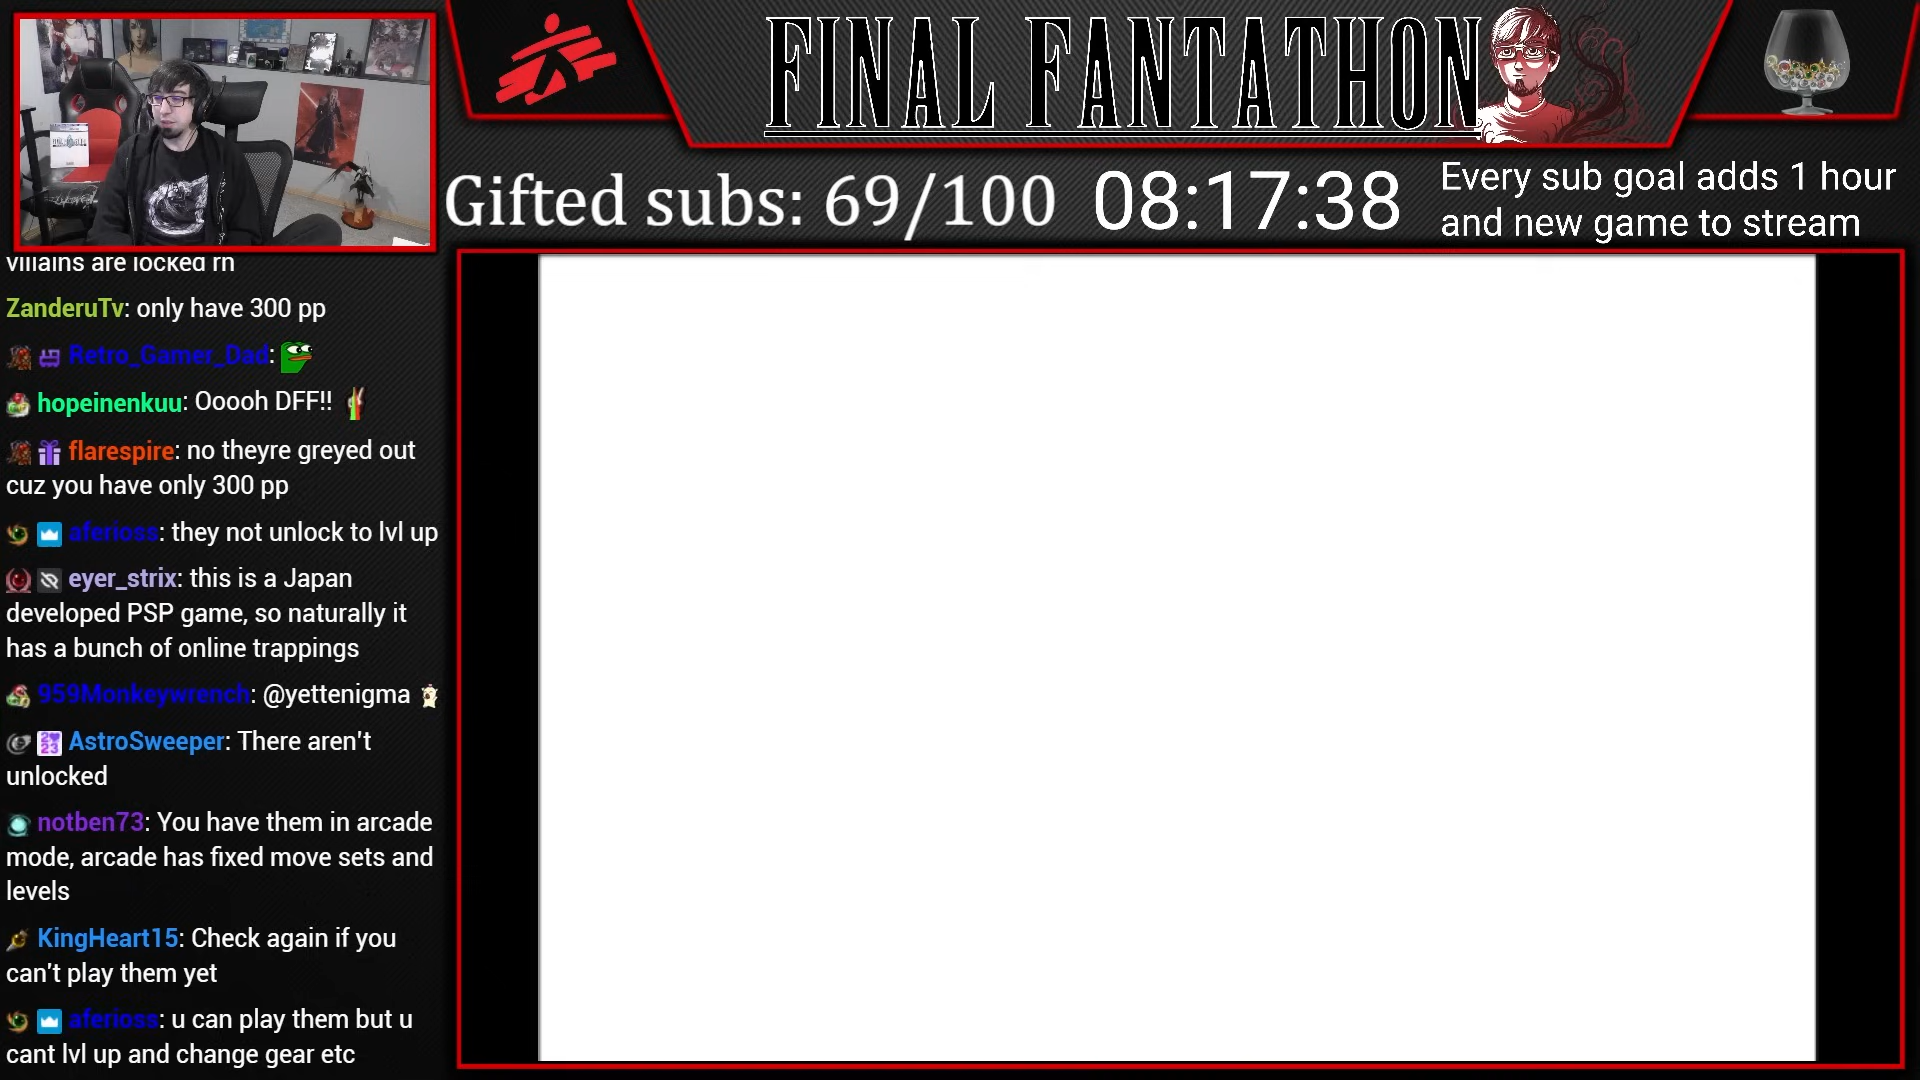 FINAL FANTATHON
Gifted subs: 69/100
08:17:38
Every sub goal adds 1 hour
and new game to stream
villains are locked rn
ZanderuTv: only have 300 pp
Retro_Gamer_Dad:
hopeinenkuu: Ooooh DFF!!
flarespire: no theyre greyed out
cuz you have only 300 pp
aferioss: they not unlock to lvl up
eyer_strix: this is a Japan
developed PSP game, so naturally it
has a bunch of online trappings
959Monkeywrench: @yettenigma
AstroSweeper: There aren't
unlocked
notben73: You have them in arcade
mode, arcade has fixed move sets and
levels
KingHeart15: Check again if you
can't play them yet
aferioss: u can play them but u
cant lvl up and change gear etc